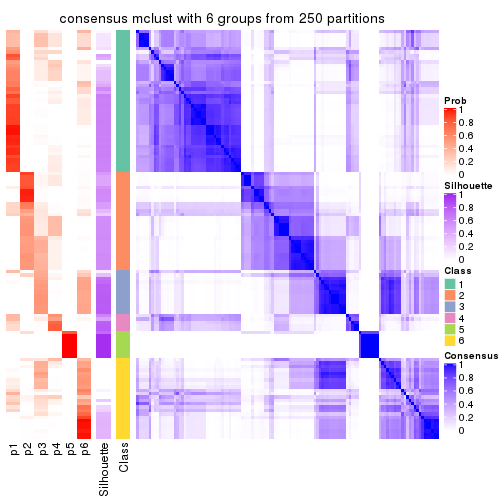 consensus mclust with 6 groups from 250 partitions
Prob
1
0.8
0.6
0.4
0.2
0
Silhouette
1
0.8
0.6
0.4
0.2
0
Class
1
2
3
4
5
6
Consensus
1
0.8
0.6
0.4
0.2
0
p1
p2
p3
p4
p5
p6
Silhouette
Class